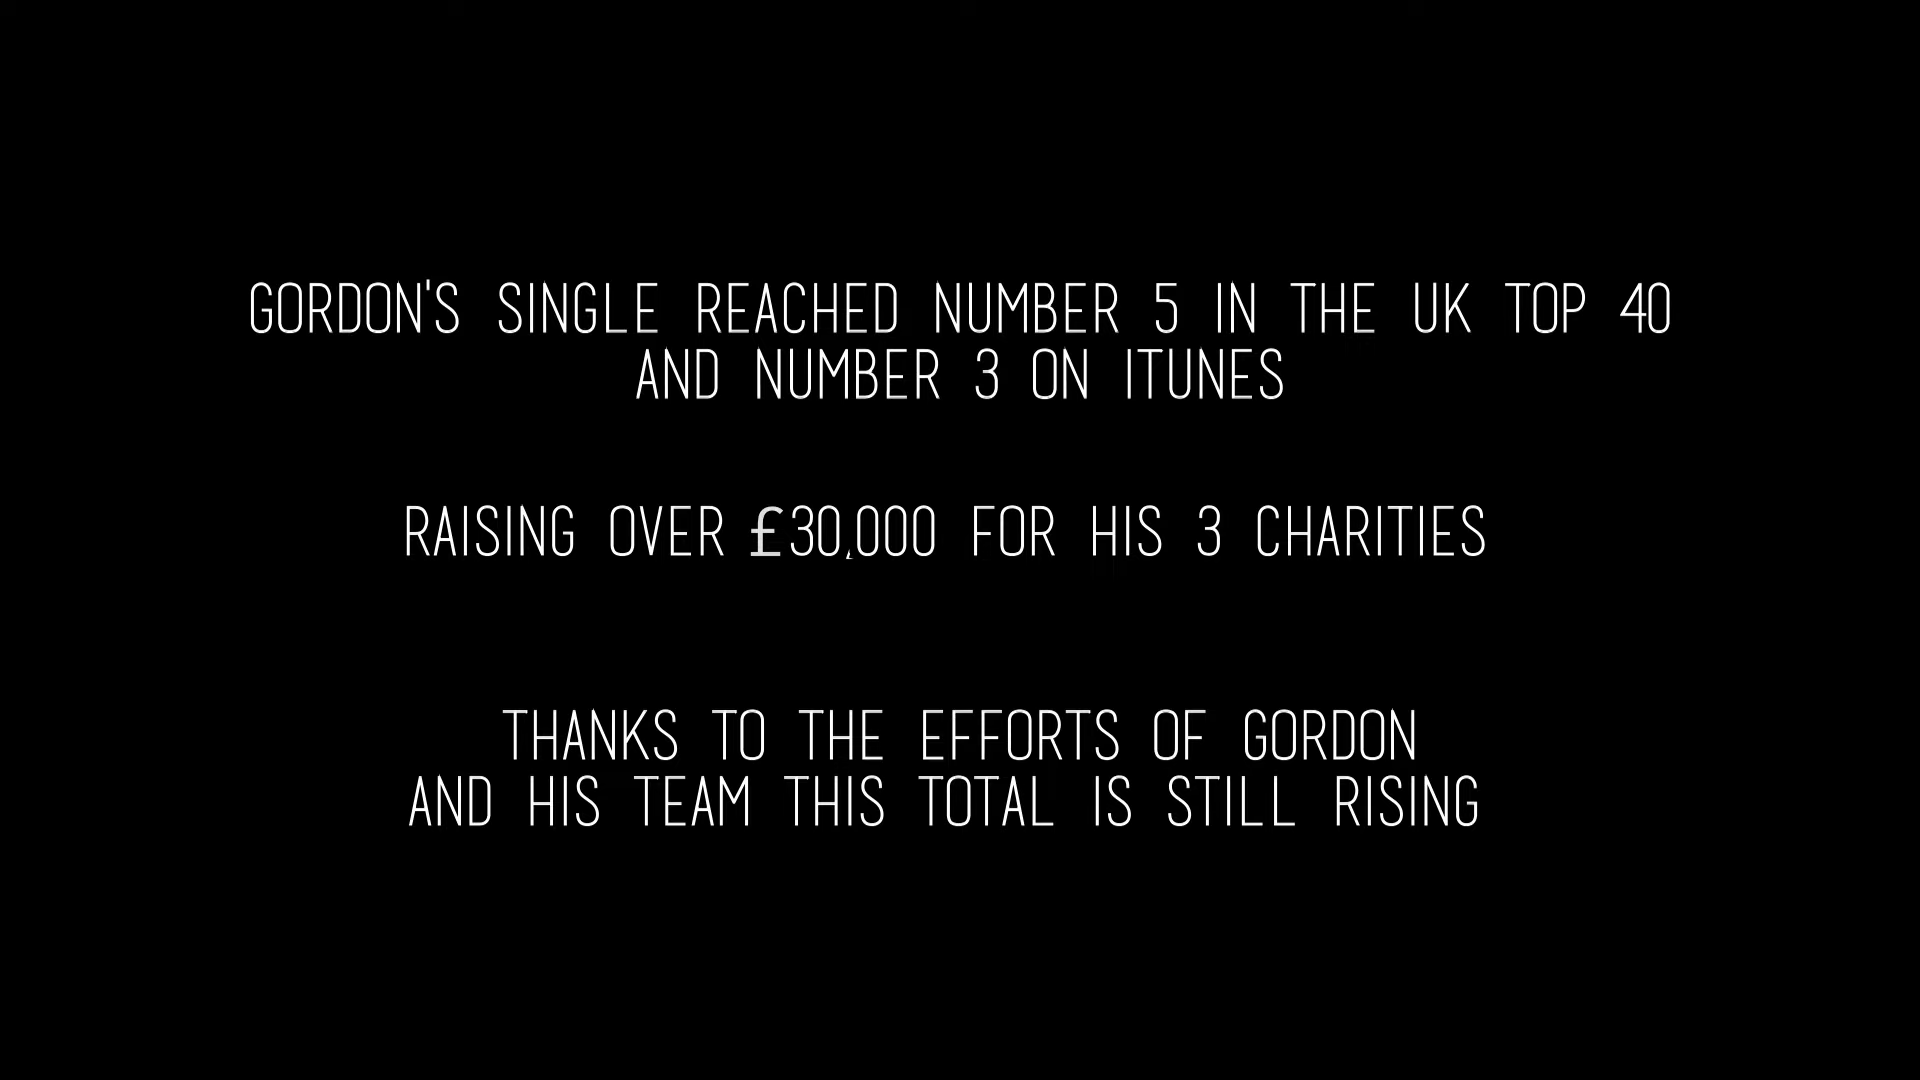 GORDON'S SINGLE REACHED NUMBER 5 IN THE UK TOP 40
AND NUMBER 3 ON ITUNES
RAISING OVER £30,000 FOR HIS 3 CHARITIES
THANKS TO THE EFFORTS OF GORDON
AND HIS TEAM THIS TOTAL IS STILL RISING